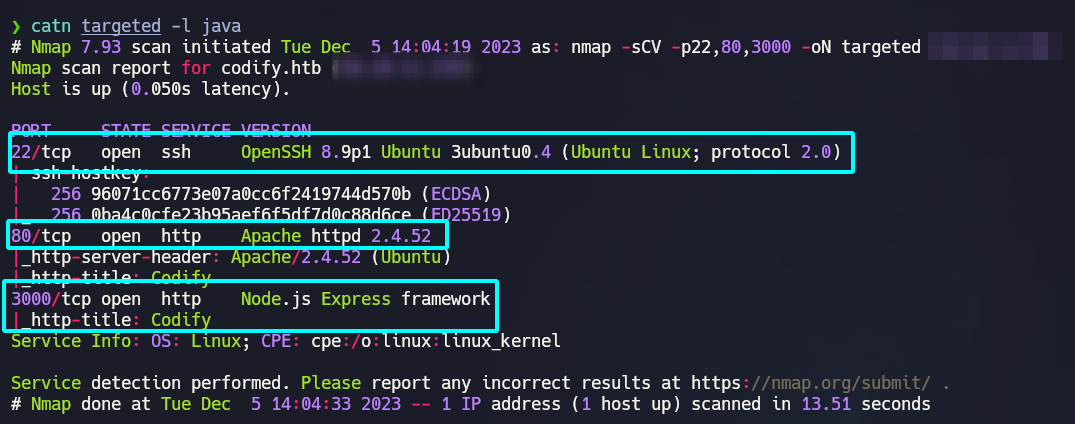 ❯ catn targeted -l java
# Nmap 7.93 scan initiated Tue Dec  5 14:04:19 2023 as: nmap -sCV -p22,80,3000 -oN targeted
Nmap scan report for codify.htb
Host is up (0.050s latency).
PORT     STATE SERVICE VERSION
22/tcp   open  ssh     OpenSSH 8.9p1 Ubuntu 3ubuntu0.4 (Ubuntu Linux; protocol 2.0)
| ssh-hostkey:
|   256 96071cc6773e07a0cc6f2419744d570b (ECDSA)
|_  256 0ba4c0cfe23b95aef6f5df7d0c88d6ce (ED25519)
80/tcp   open  http    Apache httpd 2.4.52
|_http-server-header: Apache/2.4.52 (Ubuntu)
|_http-title: Codify
3000/tcp open  http    Node.js Express framework
|_http-title: Codify
Service Info: OS: Linux; CPE: cpe:/o:linux:linux_kernel
Service detection performed. Please report any incorrect results at https://nmap.org/submit/ .
# Nmap done at Tue Dec  5 14:04:33 2023 -- 1 IP address (1 host up) scanned in 13.51 seconds